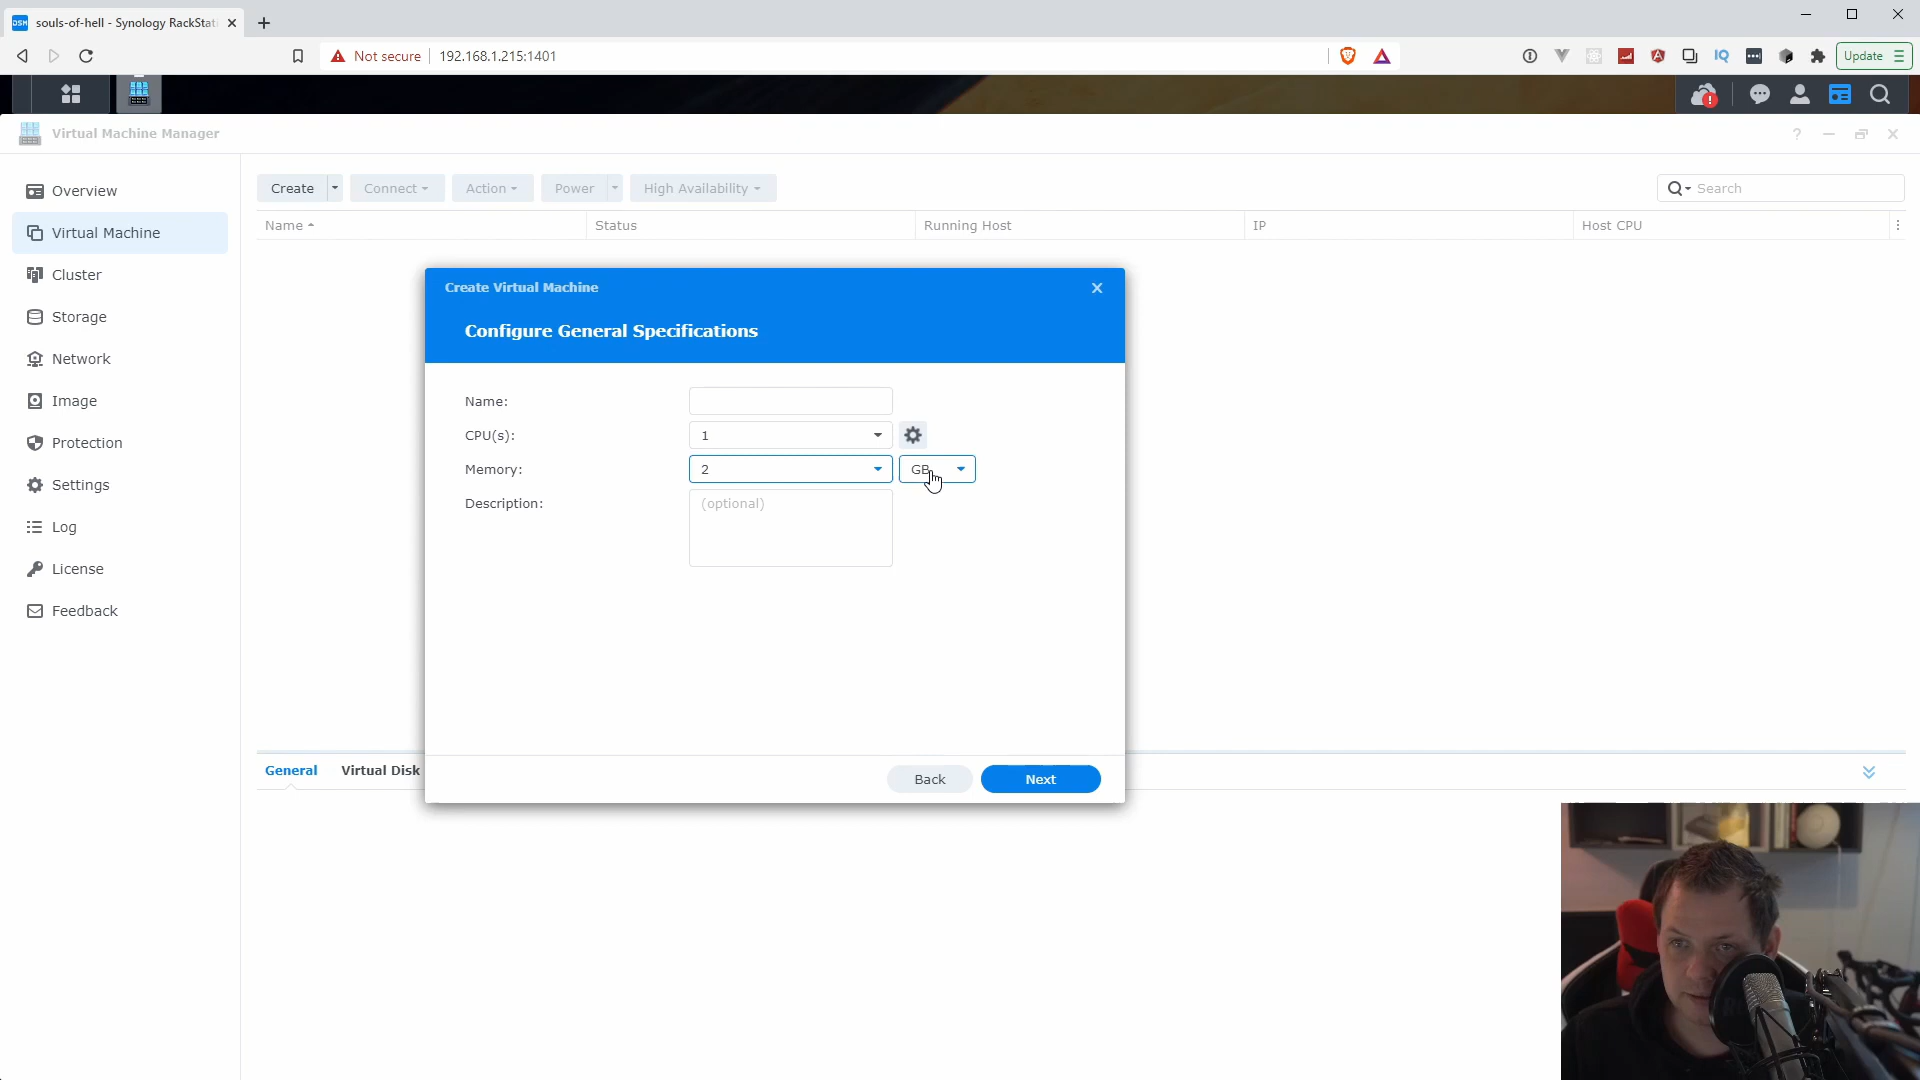 souls-of-hell - Synology RackStati
Not secure
192.168.1.215:1401
Update
Virtual Machine Manager
Overview
Virtual Machine
Cluster
Storage
Network
Image
Protection
Settings
Log
License
Feedback
Create
Connect
Action
Power
High Availability
Search
Name
Status
Running Host
IP
Host CPU
Create Virtual Machine
Configure General Specifications
Name:
CPU(s):
1
Memory:
2
GB
Description:
(optional)
Back
Next
General
Virtual Disk